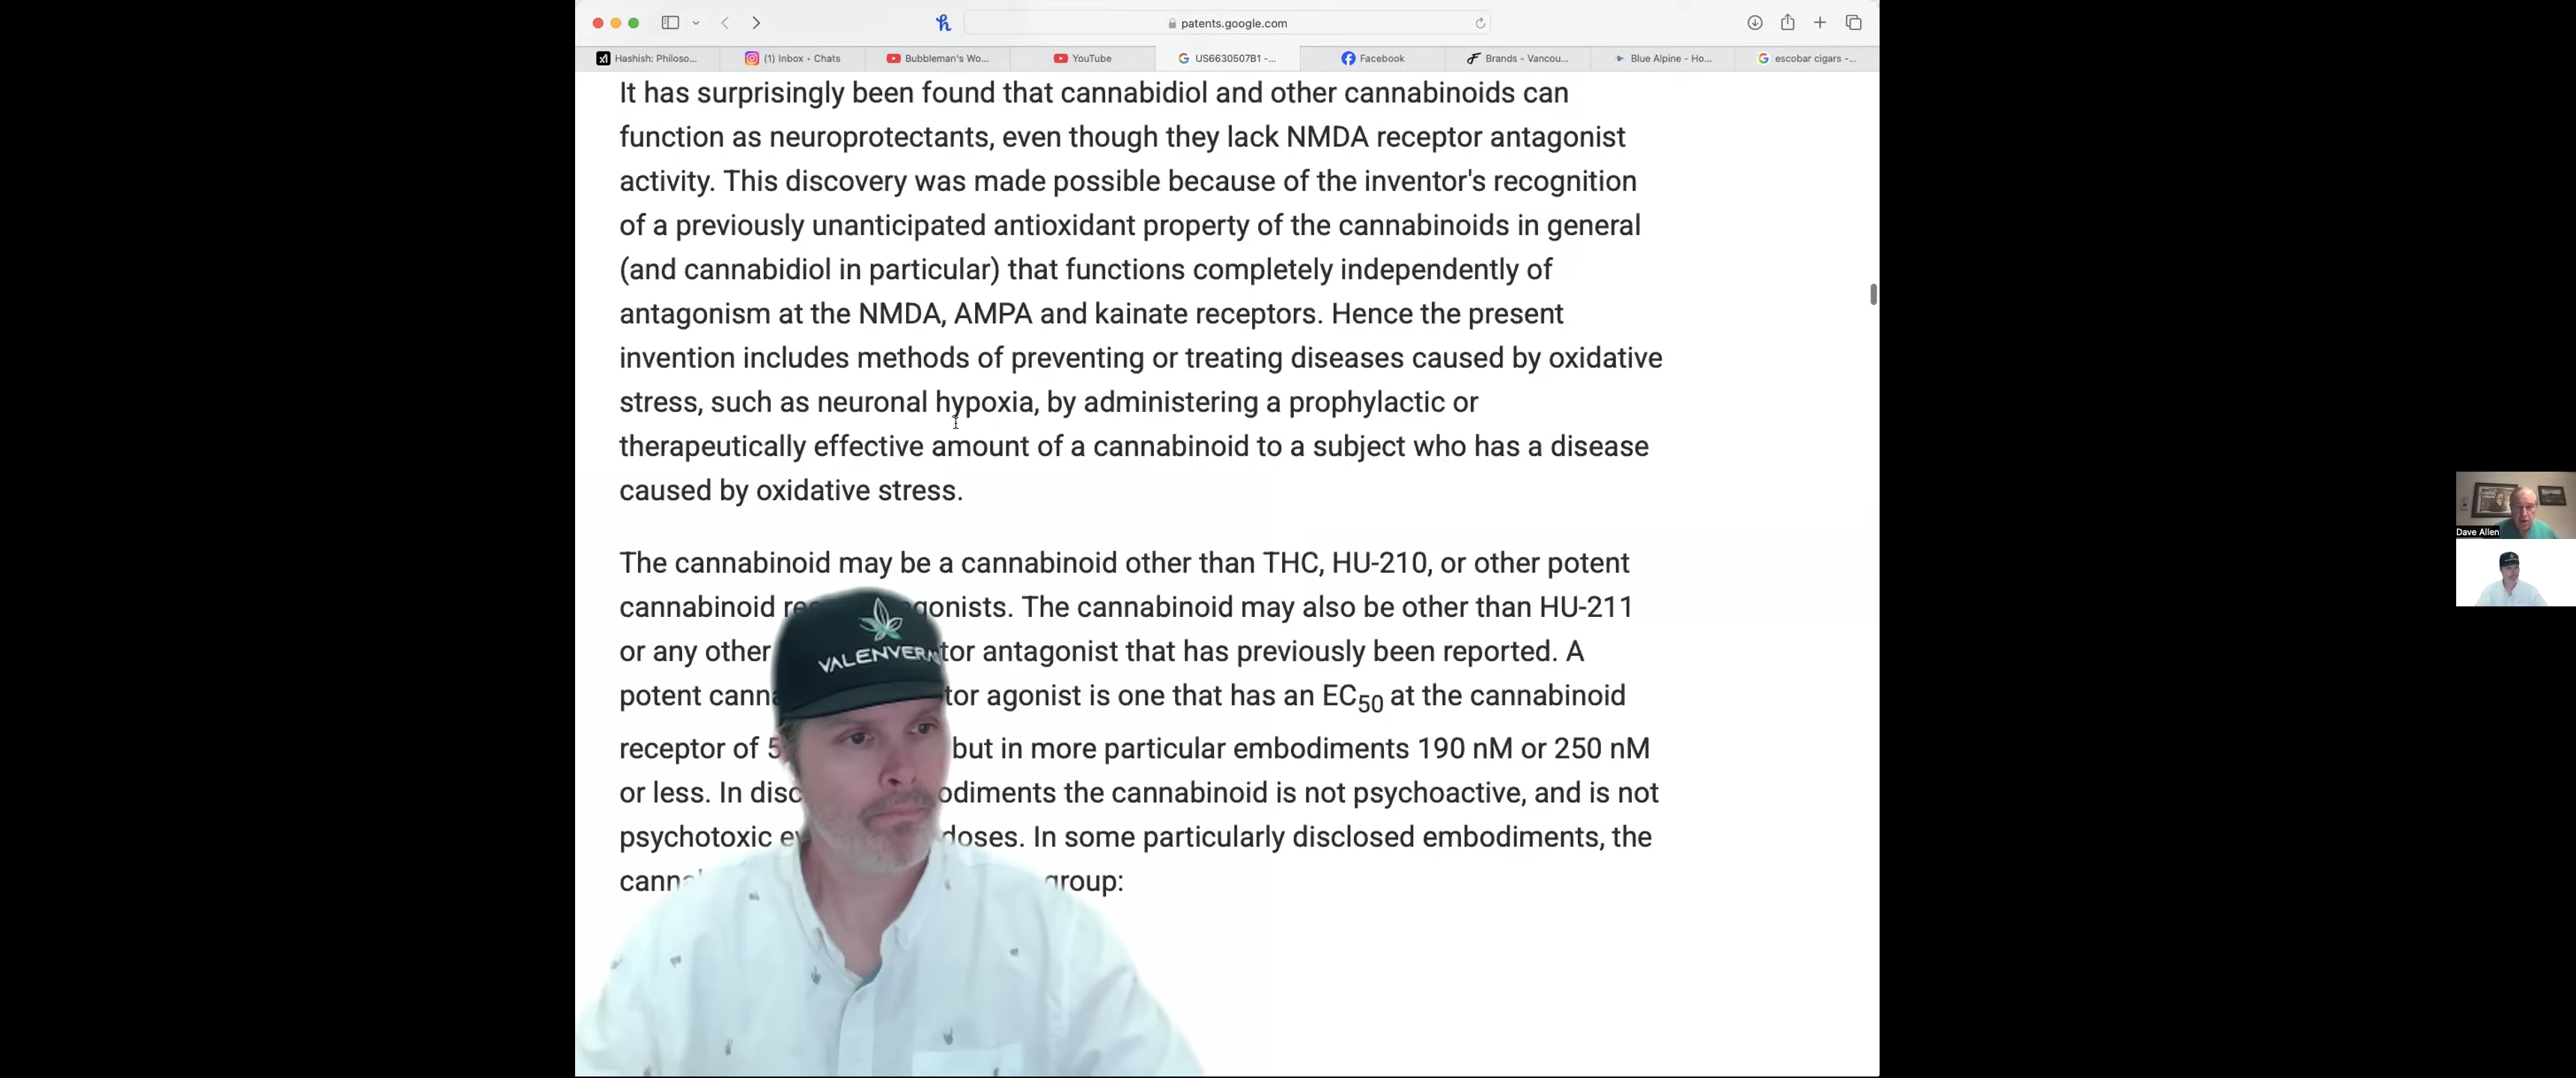 patents.google.com
Hashish: Philoso...
(1) Inbox • Chats
Bubbleman's Wo...
YouTube
US6630507B1 -...
Facebook
Brands - Vancou...
Blue Alpine - Ho...
escobar cigars -...
It has surprisingly been found that cannabidiol and other cannabinoids can
function as neuroprotectants, even though they lack NMDA receptor antagonist
activity. This discovery was made possible because of the inventor's recognition
of a previously unanticipated antioxidant property of the cannabinoids in general
(and cannabidiol in particular) that functions completely independently of
antagonism at the NMDA, AMPA and kainate receptors. Hence the present
invention includes methods of preventing or treating diseases caused by oxidative
stress, such as neuronal hypoxia, by administering a prophylactic or
therapeutically effective amount of a cannabinoid to a subject who has a disease
caused by oxidative stress.
The cannabinoid may be a cannabinoid other than THC, HU-210, or other potent
cannabinoid gonists. The cannabinoid may also be other than HU-211
or any other tor antagonist that has previously been reported. A
potent canna tor agonist is one that has an EC50 at the cannabinoid
receptor of 5 but in more particular embodiments 190 nM or 250 nM
or less. In disc odiments the cannabinoid is not psychoactive, and is not
psychotoxic doses. In some particularly disclosed embodiments, the
group:
VALENVERAS
Dave Allen